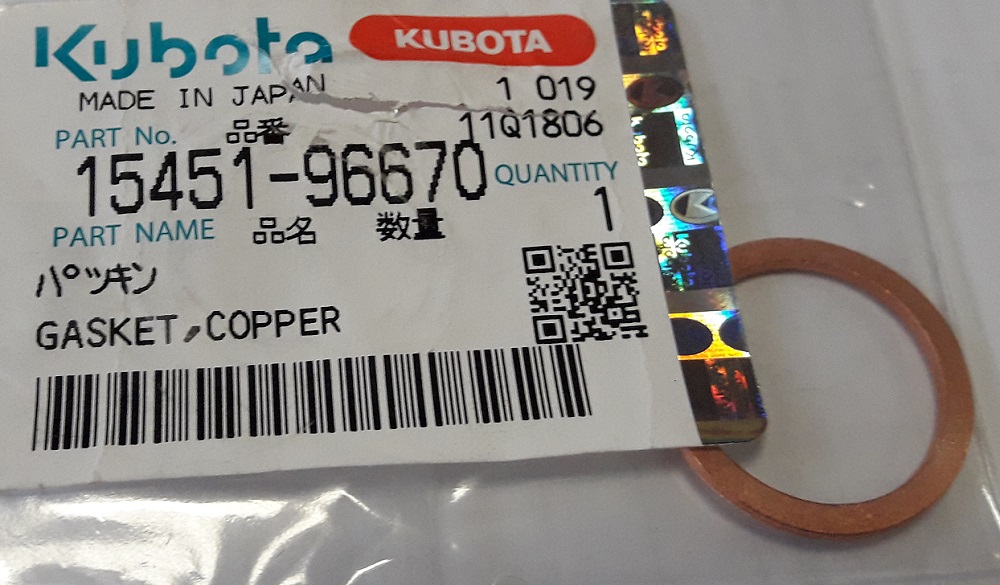 Kubota
KUBOTA
MADE IN JAPAN
1 019
PART No. 品番
11Q1806
15451-96670
QUANTITY
1
PART NAME 品名 数量
パツキン
GASKET,COPPER